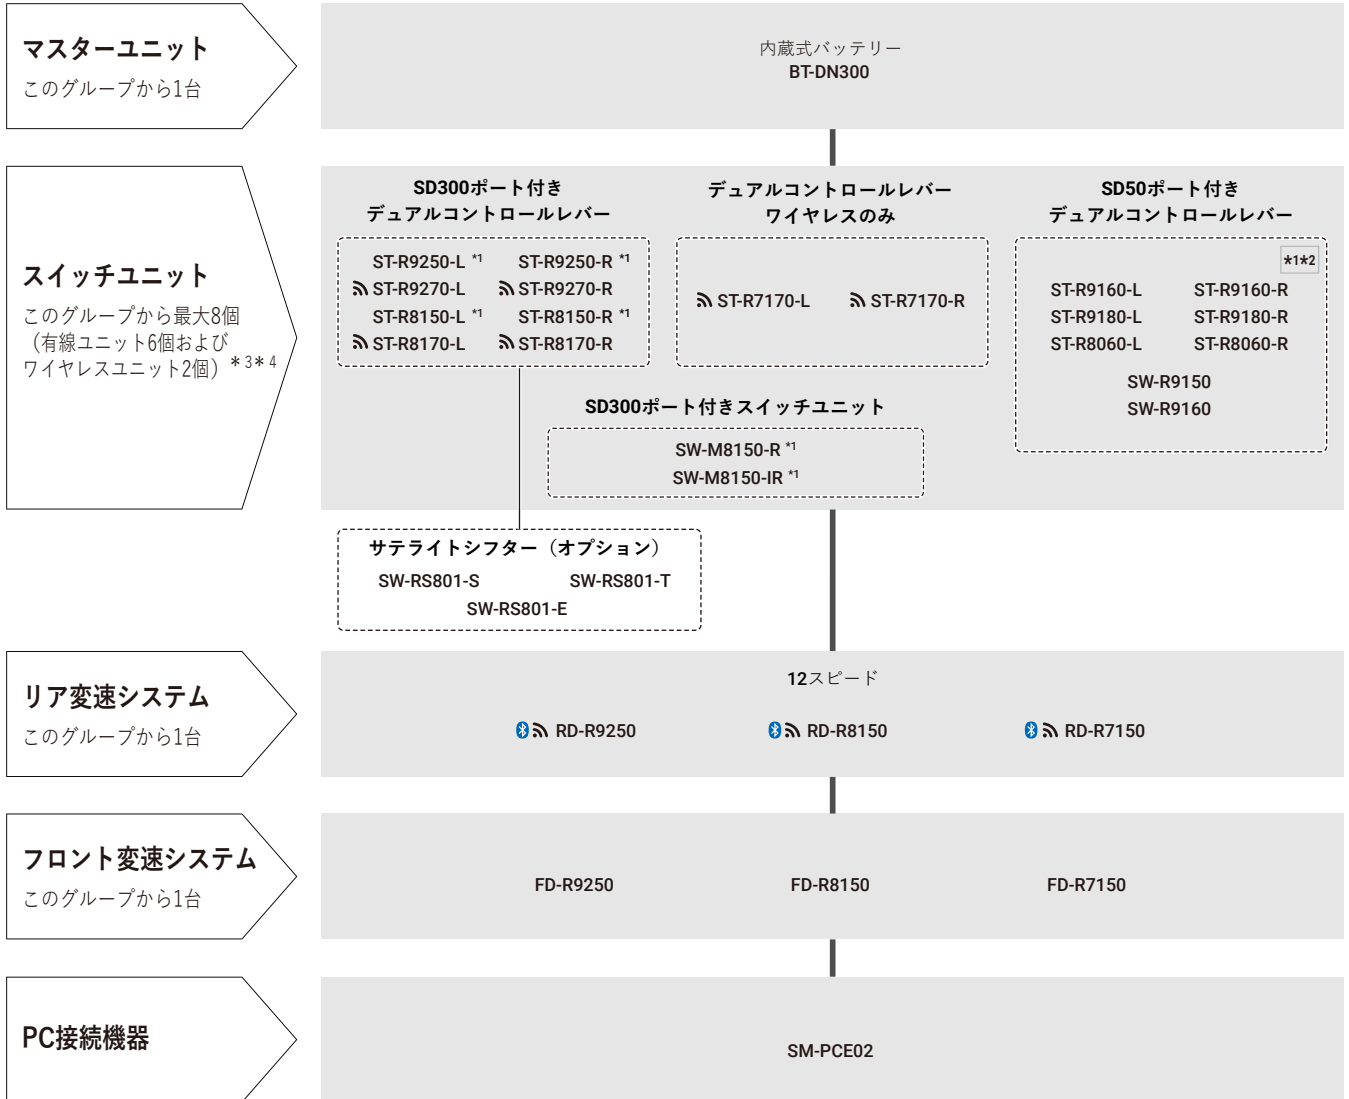 マスターユニット
このグループから1台
内蔵式バッテリー
BT-DN300
スイッチユニット
このグループから最大8個
（有線ユニット6個および
ワイヤレスユニット2個）＊3＊4
SD300ポート付き
デュアルコントロールレバー
ST-R9250-L *1 ST-R9250-R *1
ST-R9270-L ST-R9270-R
ST-R8150-L *1 ST-R8150-R *1
ST-R8170-L ST-R8170-R
デュアルコントロールレバー
ワイヤレスのみ
ST-R7170-L ST-R7170-R
SD50ポート付き
デュアルコントロールレバー
*1*2
ST-R9160-L ST-R9160-R
ST-R9180-L ST-R9180-R
ST-R8060-L ST-R8060-R
SW-R9150
SW-R9160
SD300ポート付きスイッチユニット
SW-M8150-R *1
SW-M8150-IR *1
サテライトシフター（オプション）
SW-RS801-S SW-RS801-T
SW-RS801-E
リア変速システム
このグループから1台
12スピード
RD-R9250 RD-R8150 RD-R7150
フロント変速システム
このグループから1台
FD-R9250 FD-R8150 FD-R7150
PC接続機器
SM-PCE02